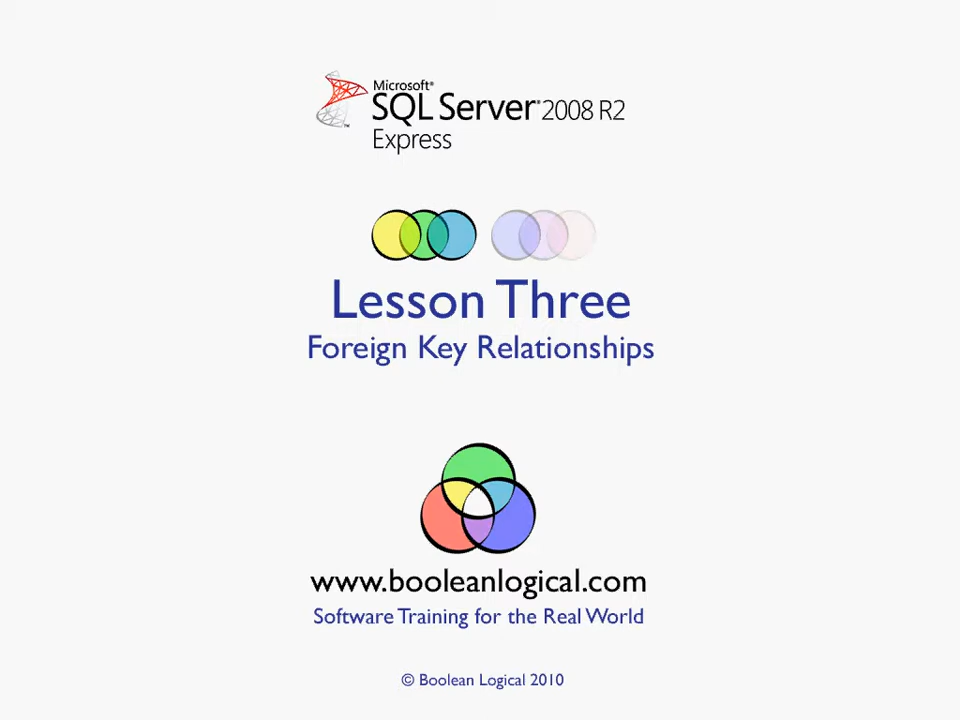 Microsoft®
SQL Server® 2008 R2
Express
™
Lesson Three
Foreign Key Relationships
www.booleanlogical.com
Software Training for the Real World
© Boolean Logical 2010